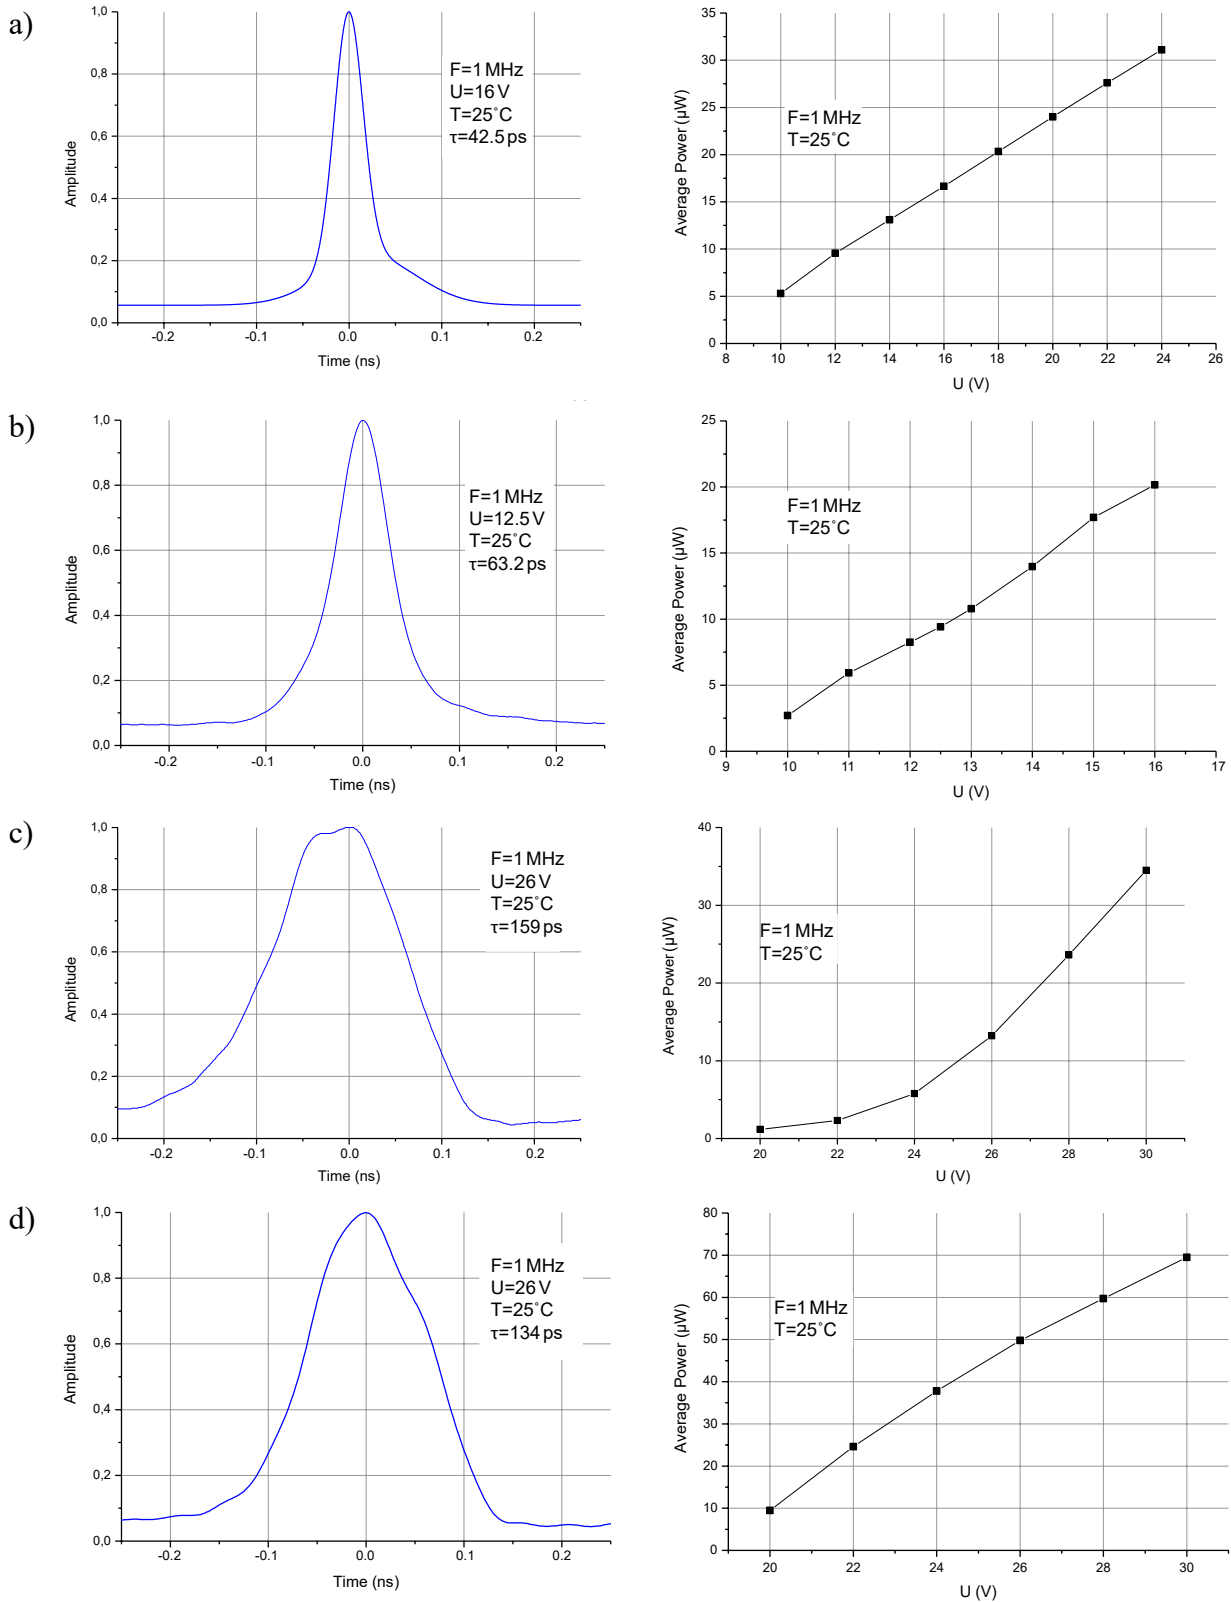 a)
1,0
0,8
0,6
0,4
0,2
0,0
Amplitude
F=1 MHz
U=16 V
T=25˚C
τ=42.5 ps
-0.2
-0.1
0.0
0.1
0.2
Time (ns)
35
30
25
20
15
10
5
0
Average Power (µW)
F=1 MHz
T=25˚C
8
10
12
14
16
18
20
22
24
26
U (V)
b)
1,0
0,8
0,6
0,4
0,2
0,0
Amplitude
F=1 MHz
U=12.5 V
T=25˚C
τ=63.2 ps
-0.2
-0.1
0.0
0.1
0.2
Time (ns)
25
20
15
10
5
0
Average Power (µW)
F=1 MHz
T=25˚C
9
10
11
12
13
14
15
16
17
U (V)
c)
1,0
0,8
0,6
0,4
0,2
0,0
Amplitude
F=1 MHz
U=26 V
T=25˚C
τ=159 ps
-0.2
-0.1
0.0
0.1
0.2
Time (ns)
40
30
20
10
0
Average Power (µW)
F=1 MHz
T=25˚C
20
22
24
26
28
30
U (V)
d)
1,0
0,8
0,6
0,4
0,2
0,0
Amplitude
F=1 MHz
U=26 V
T=25˚C
τ=134 ps
-0.2
-0.1
0.0
0.1
0.2
Time (ns)
80
70
60
50
40
30
20
10
0
Average Power (µW)
F=1 MHz
T=25˚C
20
22
24
26
28
30
U (V)